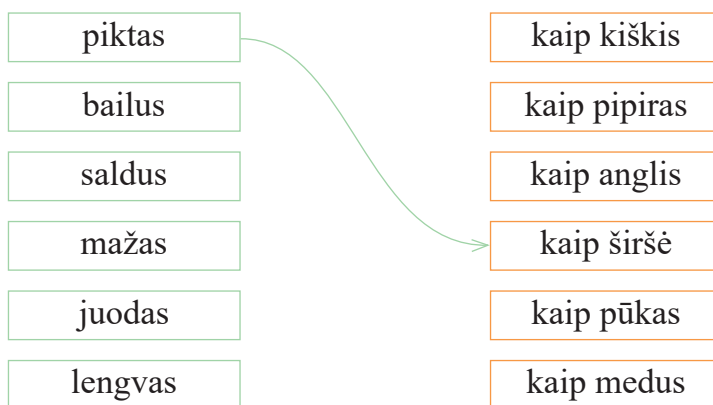 piktas
kaip kiškis
bailus
kaip pipiras
saldus
kaip anglis
mažas
kaip širšė
juodas
kaip pūkas
lengvas
kaip medus